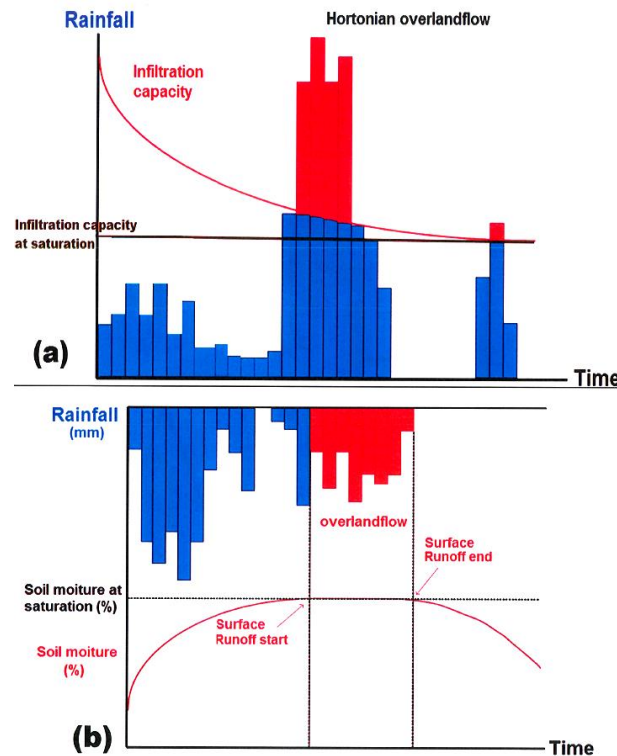 Rainfall
Hortonian overlandflow
Infiltration
capacity
Infiltration capacity
at saturation
(a)
Time
Rainfall
(mm)
overlandflow
Surface
Runoff end
Soil moiture at
saturation (%)
Surface
Runoff start
Soil moiture
(%)
(b)
Time